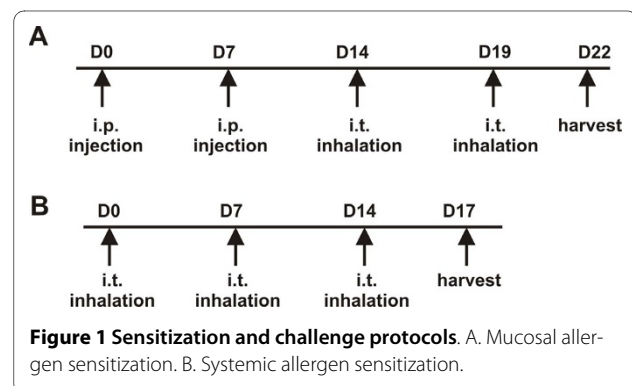 A
D0 D7 D14 D19 D22
i.p. i.p. i.t. i.t. harvest
injection injection inhalation inhalation
B
D0 D7 D14 D17
i.t. i.t. i.t. harvest
inhalation inhalation inhalation
Figure 1 Sensitization and challenge protocols. A. Mucosal aller-
gen sensitization. B. Systemic allergen sensitization.